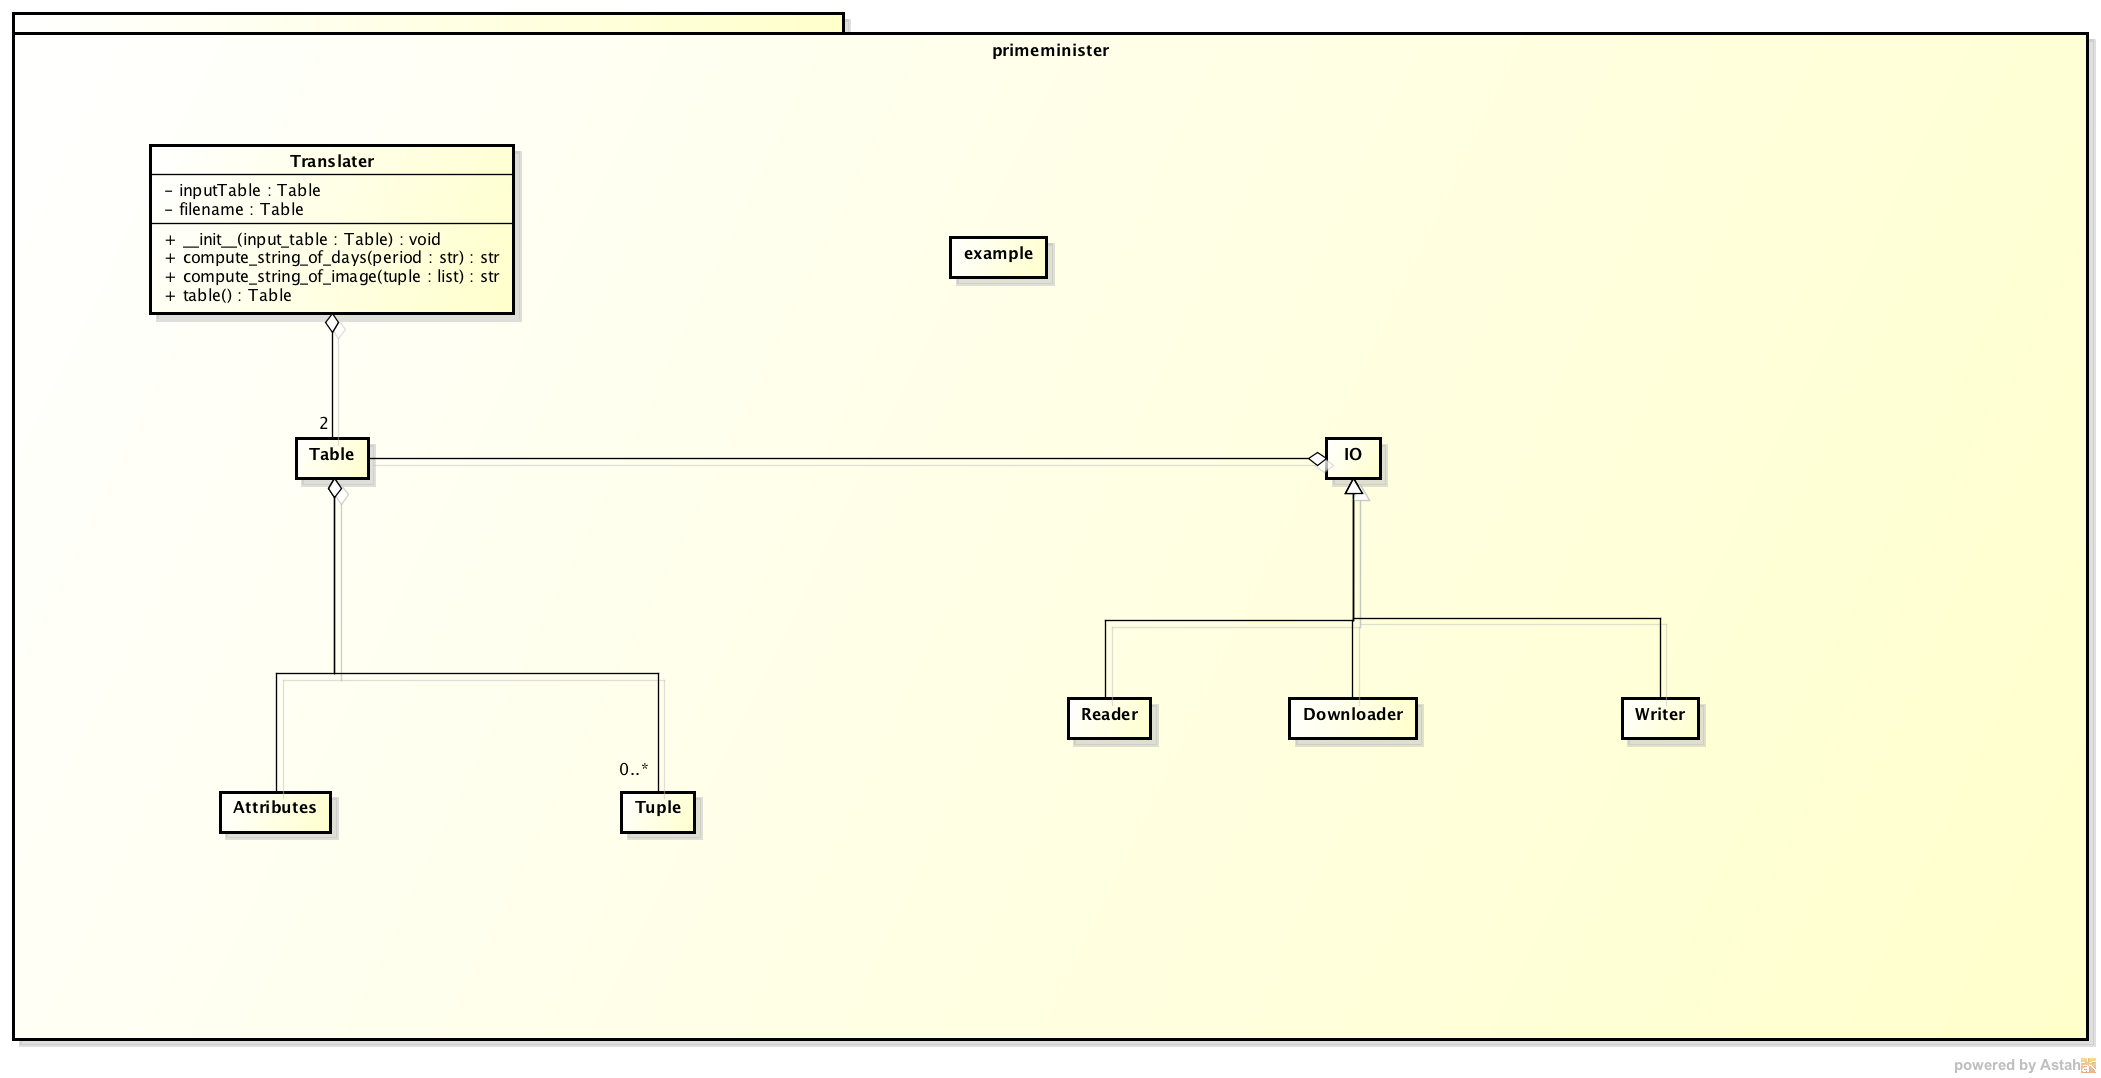 primeminister
Translater
- inputTable : Table
- filename : Table
+ __init__(input_table : Table) : void
+ compute_string_of_days(period : str) : str
+ compute_string_of_image(tuple : list) : str
+ table() : Table
example
2
Table
IO
Reader
Downloader
Writer
0..*
Attributes
Tuple
powered by Astah